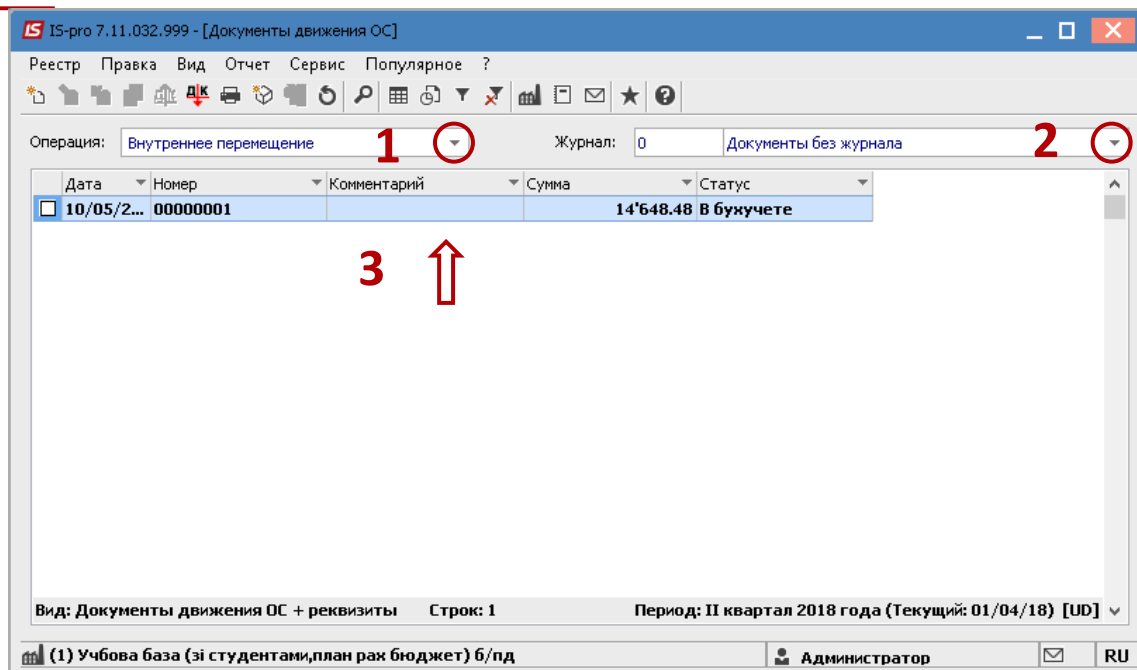 IS-pro 7.11.032.999 - [Документы движения ОС]
Реестр Правка Вид Отчет Сервис Популярное ?
Операция: Внутреннее перемещение 1 Журнал: 0 Документы без журнала 2
Дата Номер Комментарий Сумма Статус
10/05/2... 00000001 14'648.48 В бухучете
3
Вид: Документы движения ОС + реквизиты Строк: 1 Период: II квартал 2018 года (Текущий: 01/04/18) [UD]
(1) Учбова база (зі студентами,план рах бюджет) б/пд Администратор RU